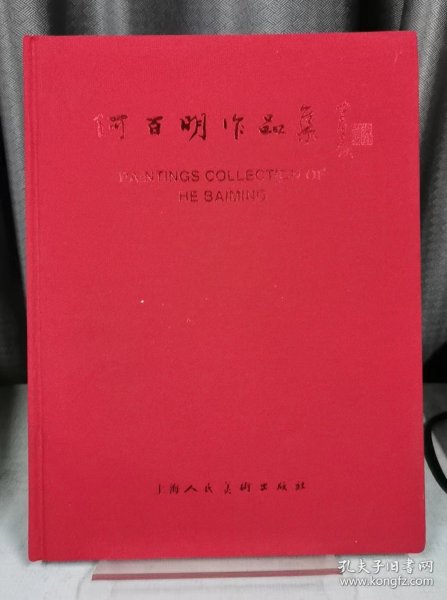 何百明作品集
PAINTINGS COLLECTION OF
HE BAIMING
上海人民美術出版社
孔夫子旧书网
www.kongfz.com